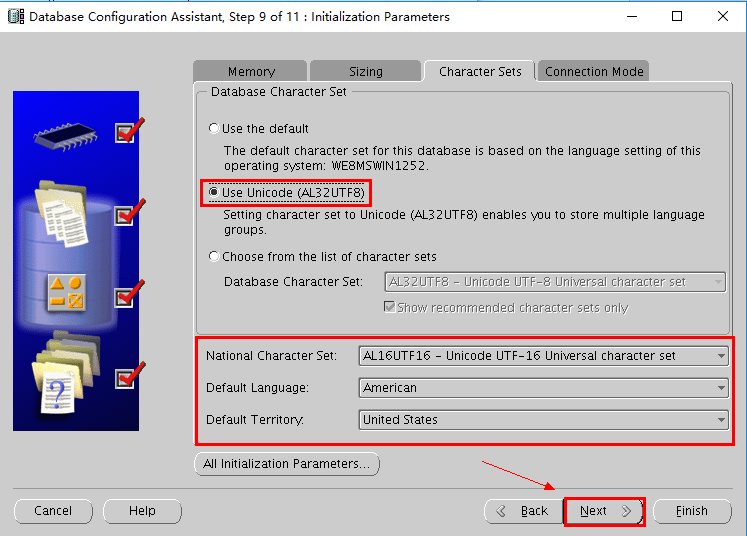 Database Configuration Assistant, Step 9 of 11 : Initialization Parameters
Memory
Sizing
Character Sets
Connection Mode
Database Character Set
Use the default
The default character set for this database is based on the language setting of this
operating system: WE8MSWIN1252.
Use Unicode (AL32UTF8)
Setting character set to Unicode (AL32UTF8) enables you to store multiple language
groups.
Choose from the list of character sets
Database Character Set:
AL32UTF8 - Unicode UTF-8 Universal character set
Show recommended character sets only
National Character Set:
AL16UTF16 - Unicode UTF-16 Universal character set
Default Language:
American
Default Territory:
United States
All Initialization Parameters...
Cancel
Help
Back
Next
Finish